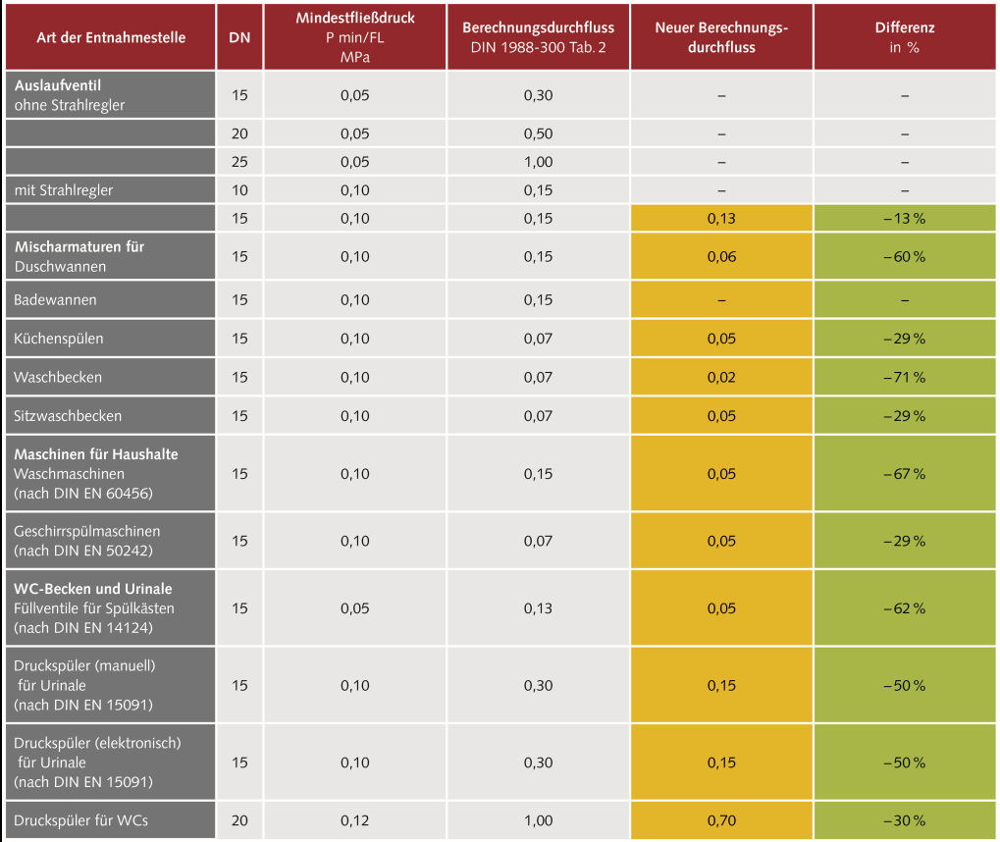 Art der Entnahmestelle DN Mindestfließdruck P min/FL MPa Berechnungsdurchfluss DIN 1988-300 Tab. 2 Neuer Berechnungs- durchfluss Differenz in %
Auslaufventil
ohne Strahlregler 15 0,05 0,30 – –
20 0,05 0,50 – –
25 0,05 1,00 – –
mit Strahlregler 10 0,10 0,15 – –
15 0,10 0,15 0,13 –13 %
Mischarmaturen für
Duschwannen 15 0,10 0,15 0,06 –60 %
Badewannen 15 0,10 0,15 – –
Küchenspülen 15 0,10 0,07 0,05 –29 %
Waschbecken 15 0,10 0,07 0,02 –71 %
Sitzwaschbecken 15 0,10 0,07 0,05 –29 %
Maschinen für Haushalte
Waschmaschinen
(nach DIN EN 60456) 15 0,10 0,15 0,05 –67 %
Geschirrspülmaschinen
(nach DIN EN 50242) 15 0,10 0,07 0,05 –29 %
WC-Becken und Urinale
Füllventile für Spülkästen
(nach DIN EN 14124) 15 0,05 0,13 0,05 –62 %
Druckspüler (manuell)
für Urinale
(nach DIN EN 15091) 15 0,10 0,30 0,15 –50 %
Druckspüler (elektronisch)
für Urinale
(nach DIN EN 15091) 15 0,10 0,30 0,15 –50 %
Druckspüler für WCs 20 0,12 1,00 0,70 –30 %